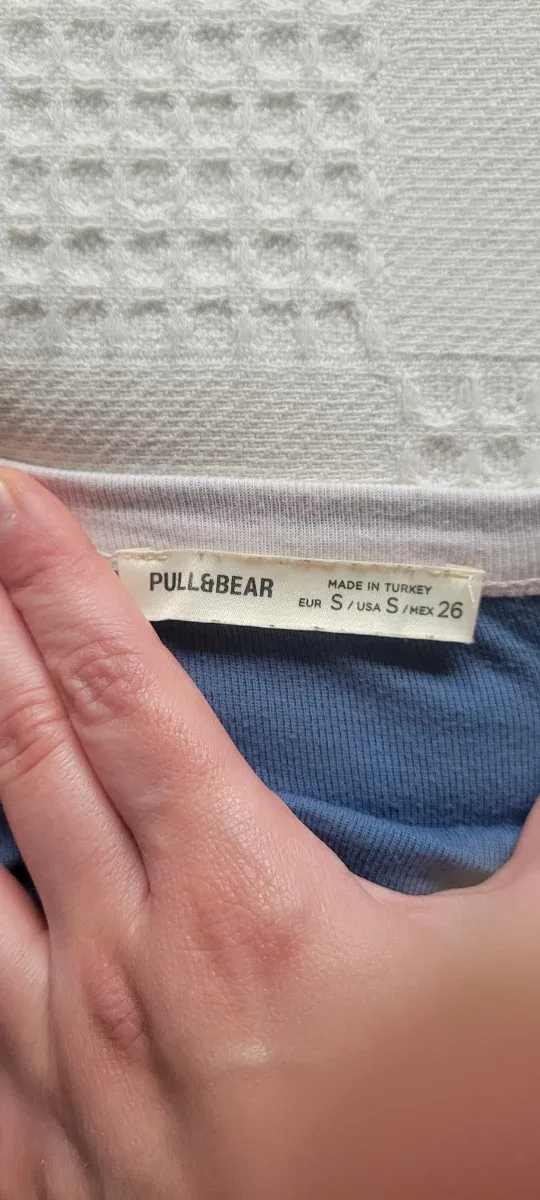 PULL&BEAR
MADE IN TURKEY
EUR S / USA S / MEX 26